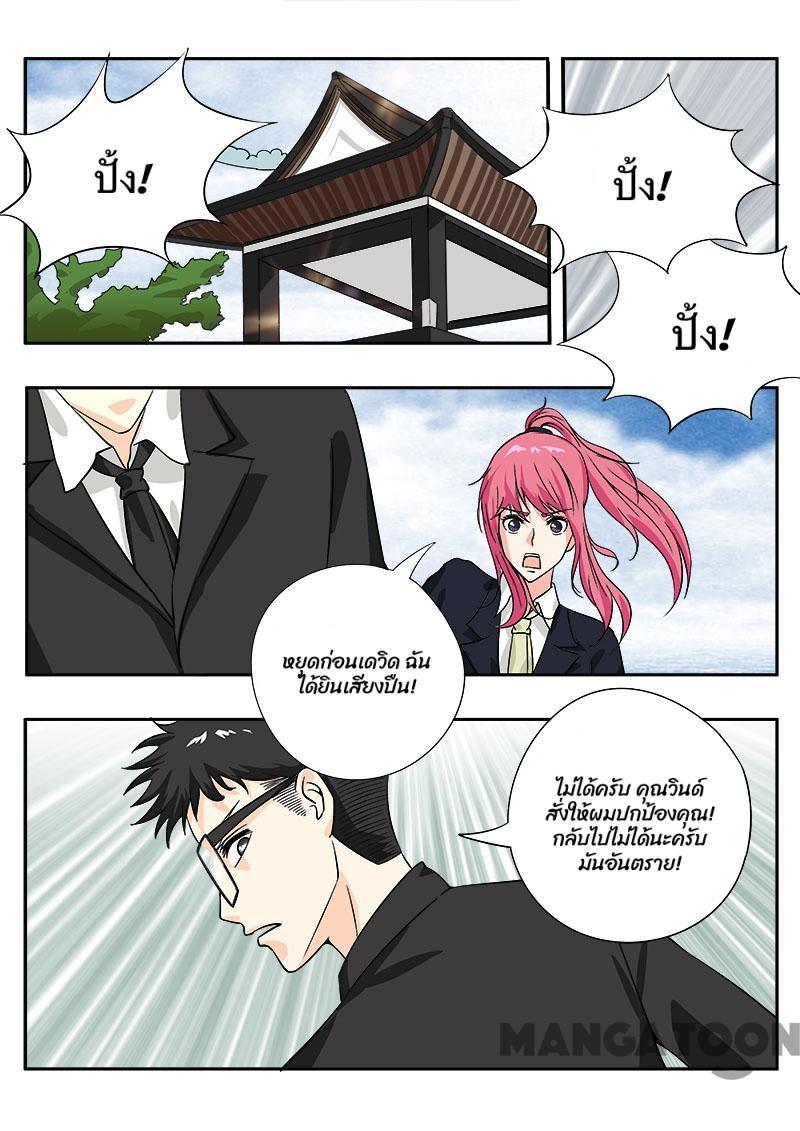 ปั้ง!
ปั้ง!
ปั้ง!
หยุดก่อนเดวิด ฉัน
ได้ยินเสียงปืน!
ไม่ได้ครับ คุณวินด์
สั่งให้ผมปกป้องคุณ!
กลับไปไม่ได้นะครับ
มันอันตราย!
MANGATOON